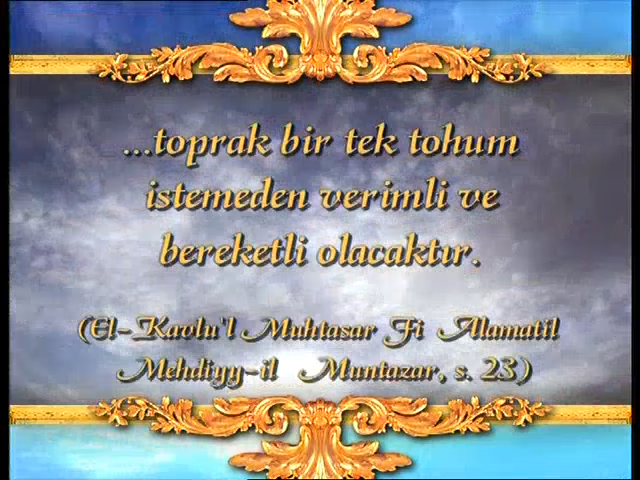 ...toprak bir tek tohum
istemeden verimli ve
bereketli olacaktır.
(El-Kavlu'l Muhtasar Fi Alamatil
Mehdiyy-il Muntazar, s. 23)